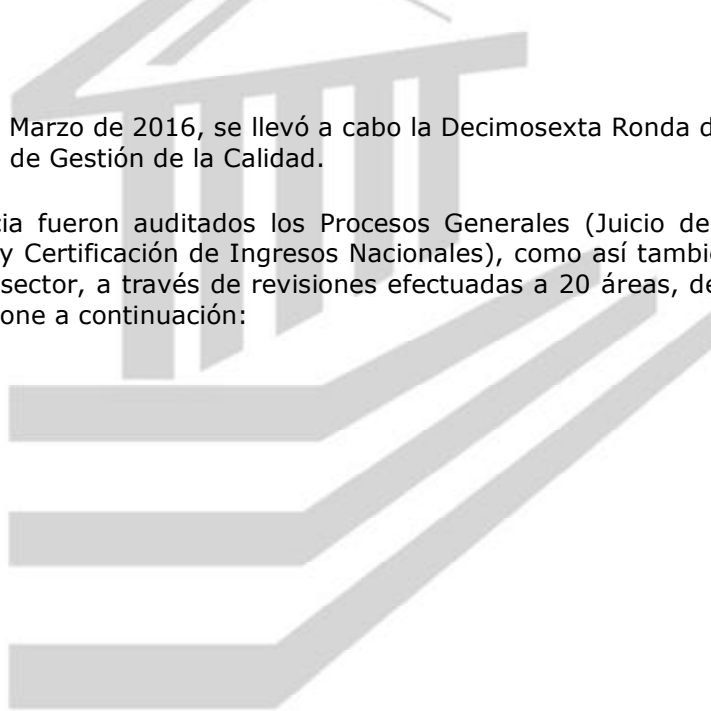 Marzo de 2016, se llevó a cabo la Decimosexta Ronda d
de Gestión de la Calidad.
cia fueron auditados los Procesos Generales (Juicio de
y Certificación de Ingresos Nacionales), como así tambi
sector, a través de revisiones efectuadas a 20 áreas, d
one a continuación: